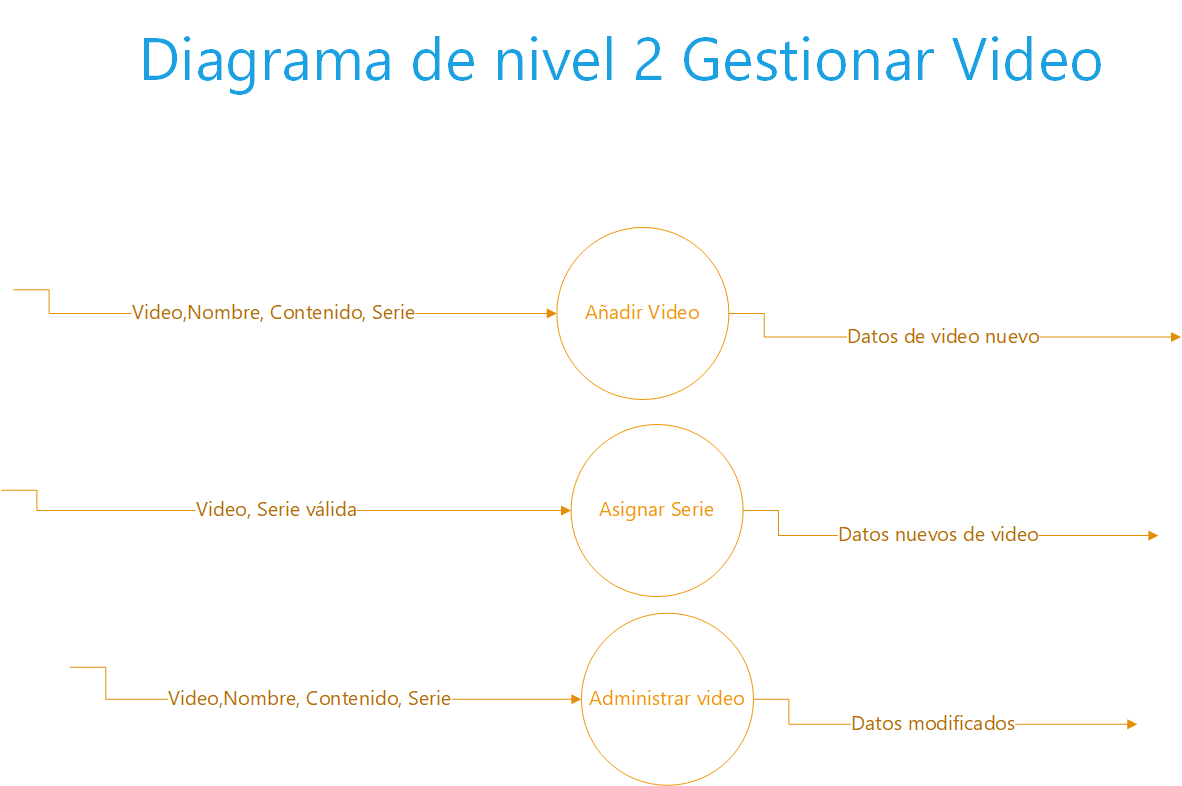 Diagrama de nivel 2 Gestionar Video
Video,Nombre, Contenido, Serie
Añadir Video
Datos de video nuevo
Video, Serie válida
Asignar Serie
Datos nuevos de video
Video,Nombre, Contenido, Serie
Administrar video
Datos modificados